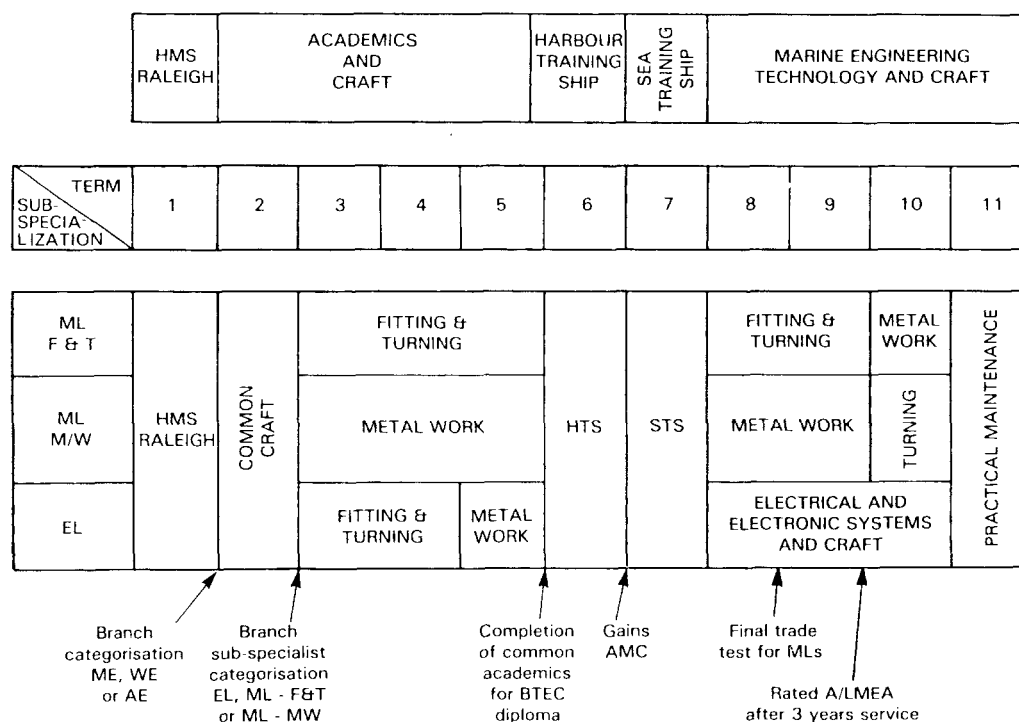 HMS
RALEIGH
ACADEMICS
AND
CRAFT
HARBOUR
TRAINING
SHIP
SEA
TRAINING
SHIP
MARINE ENGINEERING
TECHNOLOGY AND CRAFT
TERM
SUB-
SPECIA-
LIZATION
1
2
3
4
5
6
7
8
9
10
11
ML
F & T
HMS
RALEIGH
COMMON
CRAFT
FITTING &
TURNING
HTS
STS
FITTING &
TURNING
METAL
WORK
PRACTICAL MAINTENANCE
ML
M/W
METAL WORK
METAL WORK
TURNING
EL
FITTING &
TURNING
METAL
WORK
ELECTRICAL AND
ELECTRONIC SYSTEMS
AND CRAFT
Branch
categorisation
ME, WE
or AE
Branch
sub-specialist
categorisation
EL, ML - F&T
or ML - MW
Completion
of common
academics
for BTEC
diploma
Gains
AMC
Final trade
test for MLs
Rated A/LMEA
after 3 years service